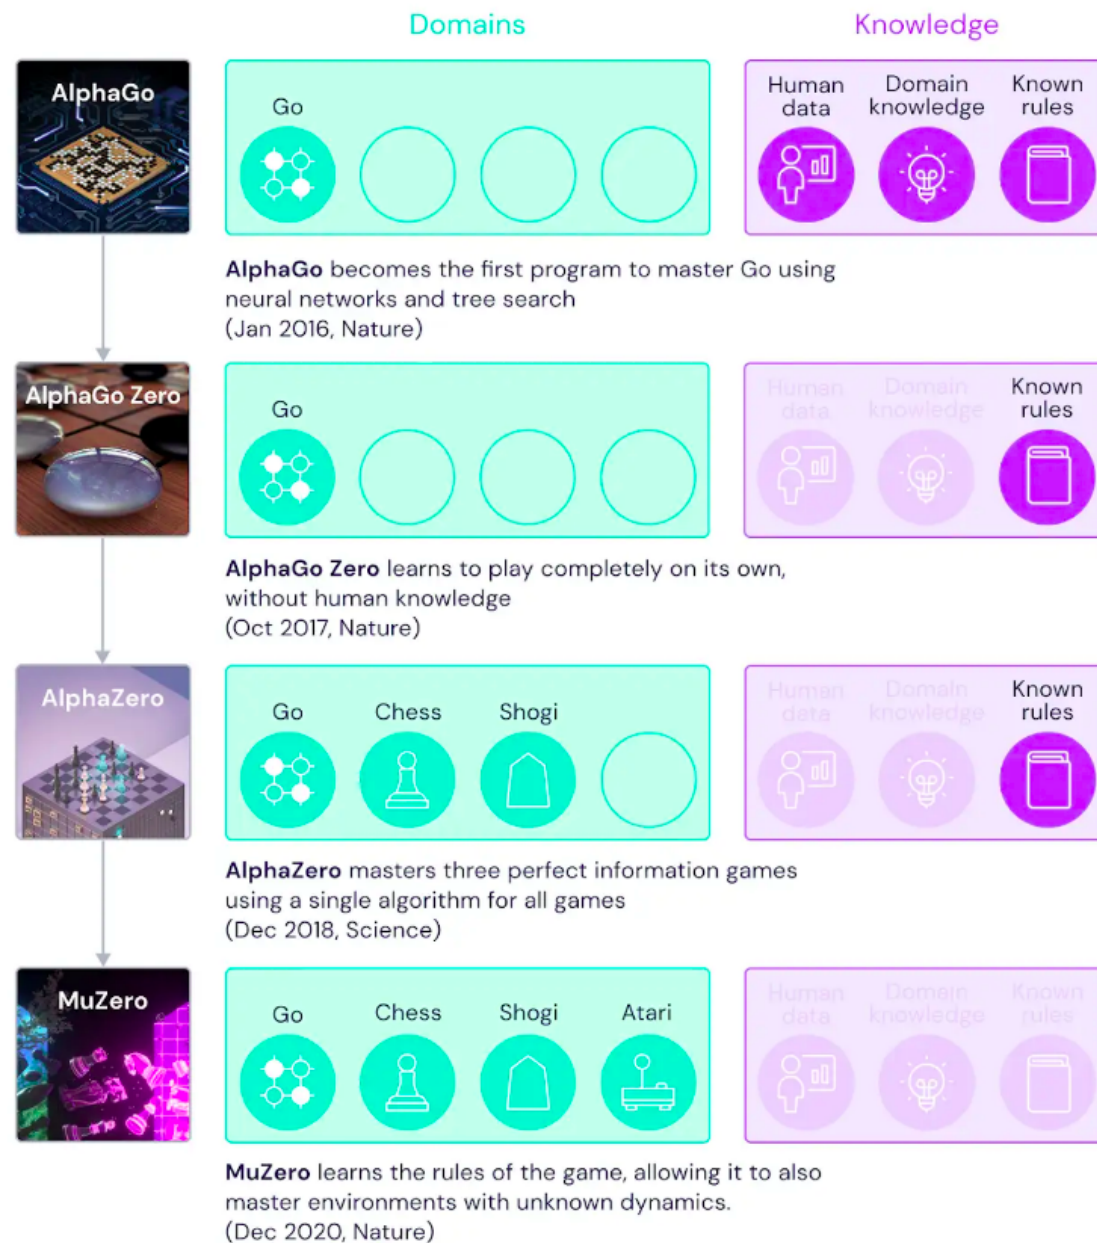 Domains
Knowledge
AlphaGo
Go
Human data
Domain knowledge
Known rules
AlphaGo becomes the first program to master Go using
neural networks and tree search
(Jan 2016, Nature)
AlphaGo Zero
Go
Human data
Domain knowledge
Known rules
AlphaGo Zero learns to play completely on its own,
without human knowledge
(Oct 2017, Nature)
AlphaZero
Go
Chess
Shogi
Human data
Domain knowledge
Known rules
AlphaZero masters three perfect information games
using a single algorithm for all games
(Dec 2018, Science)
MuZero
Go
Chess
Shogi
Atari
Human data
Domain knowledge
Known rules
MuZero learns the rules of the game, allowing it to also
master environments with unknown dynamics.
(Dec 2020, Nature)